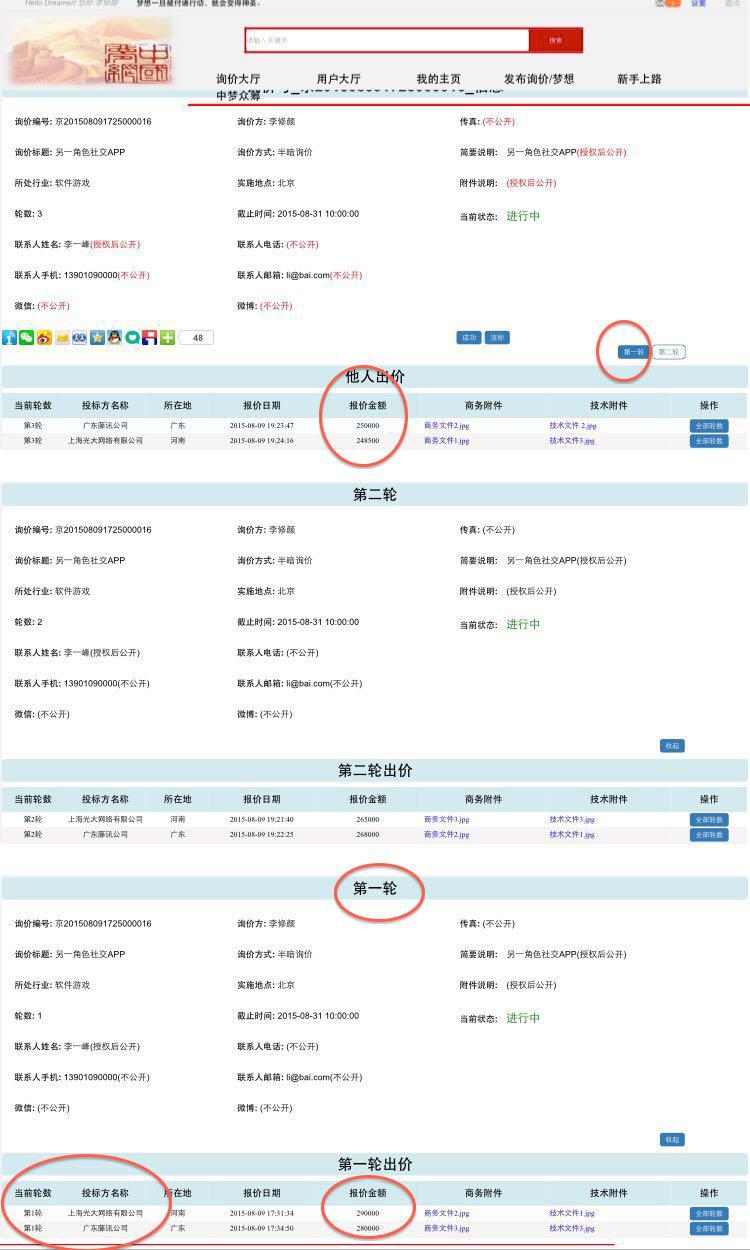 Hello Dreamer! 您好:李修颜 梦想一旦被付诸行动，就会变得神圣。 设置 退出
请输入关键字 搜索
询价大厅 用户大厅 我的主页 发布询价/梦想 新手上路
中梦众筹
询价编号: 京201508091725000016 询价方: 李修颜 传真: (不公开)
询价标题: 另一角色社交APP 询价方式: 半暗询价 简要说明: 另一角色社交APP(授权后公开)
所处行业: 软件游戏 实施地点: 北京 附件说明: (授权后公开)
轮数: 3 截止时间: 2015-08-31 10:00:00 当前状态: 进行中
联系人姓名: 李一峰(授权后公开) 联系人电话: (不公开)
联系人手机: 13901090000(不公开) 联系人邮箱: li@bai.com(不公开)
微信: (不公开) 微博: (不公开)
48 成功 流标
第一轮 第二轮
他人出价
当前轮数 投标方名称 所在地 报价日期 报价金额 商务附件 技术附件 操作
第3轮 广东藤讯公司 广东 2015-08-09 19:23:47 250000 商务文件2.jpg 技术文件 2.jpg 全部轮数
第3轮 上海光大网络有限公司 河南 2015-08-09 19:24:16 248500 商务文件1.jpg 技术文件3.jpg 全部轮数
第二轮
询价编号: 京201508091725000016 询价方: 李修颜 传真: (不公开)
询价标题: 另一角色社交APP 询价方式: 半暗询价 简要说明: 另一角色社交APP(授权后公开)
所处行业: 软件游戏 实施地点: 北京 附件说明: (授权后公开)
轮数: 2 截止时间: 2015-08-31 10:00:00 当前状态: 进行中
联系人姓名: 李一峰(授权后公开) 联系人电话: (不公开)
联系人手机: 13901090000(不公开) 联系人邮箱: li@bai.com(不公开)
微信: (不公开) 微博: (不公开)
收起
第二轮出价
当前轮数 投标方名称 所在地 报价日期 报价金额 商务附件 技术附件 操作
第2轮 上海光大网络有限公司 河南 2015-08-09 19:21:40 265000 商务文件3.jpg 技术文件3.jpg 全部轮数
第2轮 广东藤讯公司 广东 2015-08-09 19:22:25 268000 商务文件2.jpg 技术文件1.jpg 全部轮数
第一轮
询价编号: 京201508091725000016 询价方: 李修颜 传真: (不公开)
询价标题: 另一角色社交APP 询价方式: 半暗询价 简要说明: 另一角色社交APP(授权后公开)
所处行业: 软件游戏 实施地点: 北京 附件说明: (授权后公开)
轮数: 1 截止时间: 2015-08-31 10:00:00 当前状态: 进行中
联系人姓名: 李一峰(授权后公开) 联系人电话: (不公开)
联系人手机: 13901090000(不公开) 联系人邮箱: li@bai.com(不公开)
微信: (不公开) 微博: (不公开)
收起
第一轮出价
当前轮数 投标方名称 所在地 报价日期 报价金额 商务附件 技术附件 操作
第1轮 上海光大网络有限公司 河南 2015-08-09 17:31:34 290000 商务文件2.jpg 技术文件1.jpg 全部轮数
第1轮 广东藤讯公司 广东 2015-08-09 17:34:50 280000 商务文件3.jpg 技术文件3.jpg 全部轮数